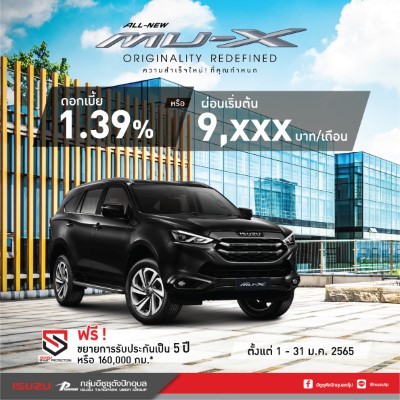 ALL-NEW
MU-X
ORIGINALITY REDEFINED
ความสำเร็จใหม่! ที่คุณกำหนด
ดอกเบี้ย
1.39%
หรือ
ผ่อนเริ่มต้น
9,xxx บาท/เดือน
ISUZU
MU-X
ฟรี !
ขยายการรับประกันเป็น 5 ปี
หรือ 160,000 กม.*
ตั้งแต่ 1 - 31 ม.ค. 2565
ISUZU
กลุ่มอีซูซุตังปักอุบล